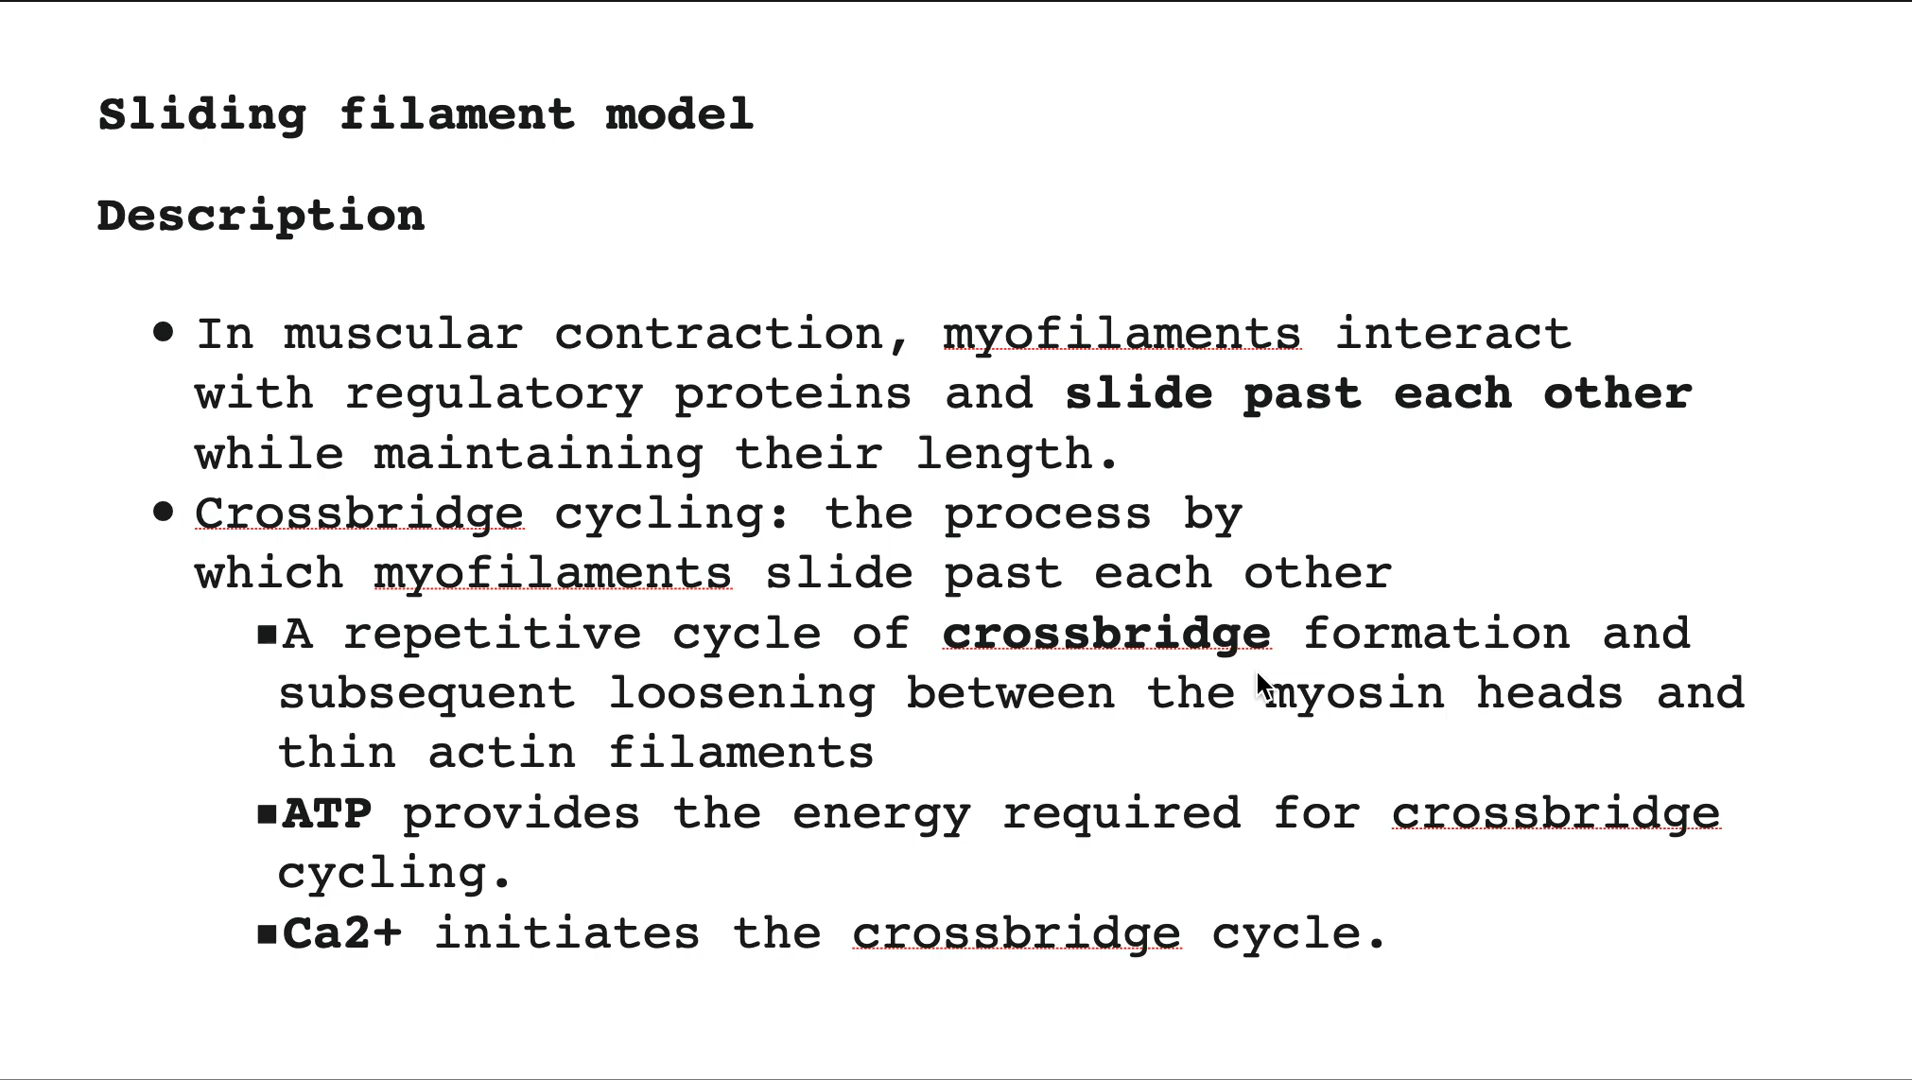 Sliding filament model
Description
● In muscular contraction, myofilaments interact
with regulatory proteins and slide past each other
while maintaining their length.
● Crossbridge cycling: the process by
which myofilaments slide past each other
▪A repetitive cycle of crossbridge formation and
subsequent loosening between the myosin heads and
thin actin filaments
▪ATP provides the energy required for crossbridge
cycling.
▪Ca2+ initiates the crossbridge cycle.